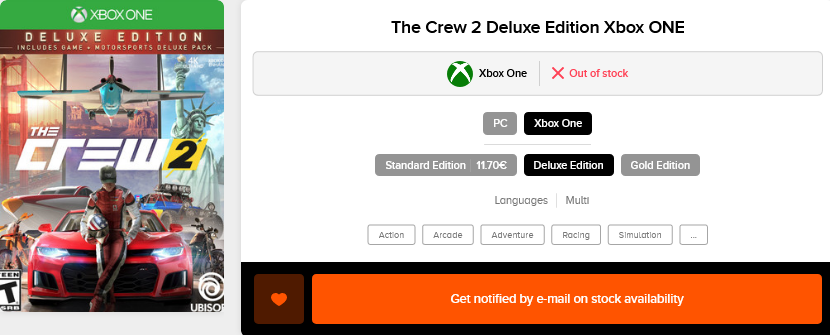 XBOX ONE
DELUXE EDITION
INCLUDES GAME + MOTORSPORTS DELUXE PACK
4K
THE
CREW 2
T
ESRB
UBISOFT
The Crew 2 Deluxe Edition Xbox ONE
Xbox One
Out of stock
PC
Xbox One
Standard Edition 11.70€
Deluxe Edition
Gold Edition
Languages
Multi
Action
Arcade
Adventure
Racing
Simulation
...
Get notified by e-mail on stock availability